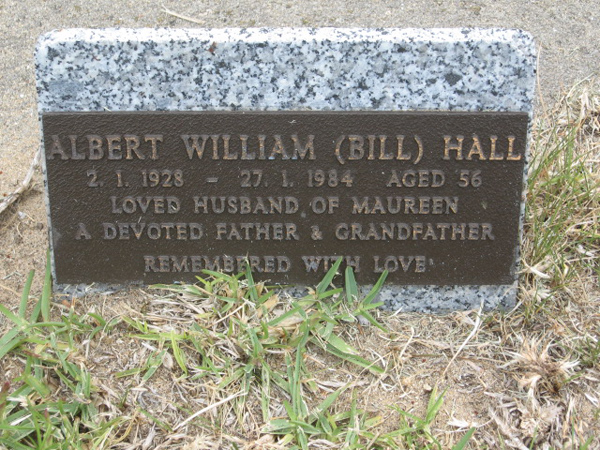 ALBERT WILLIAM (BILL) HALL
2. 1. 1928 - 27. 1. 1984 AGED 56
LOVED HUSBAND OF MAUREEN
A DEVOTED FATHER & GRANDFATHER
REMEMBERED WITH LOVE